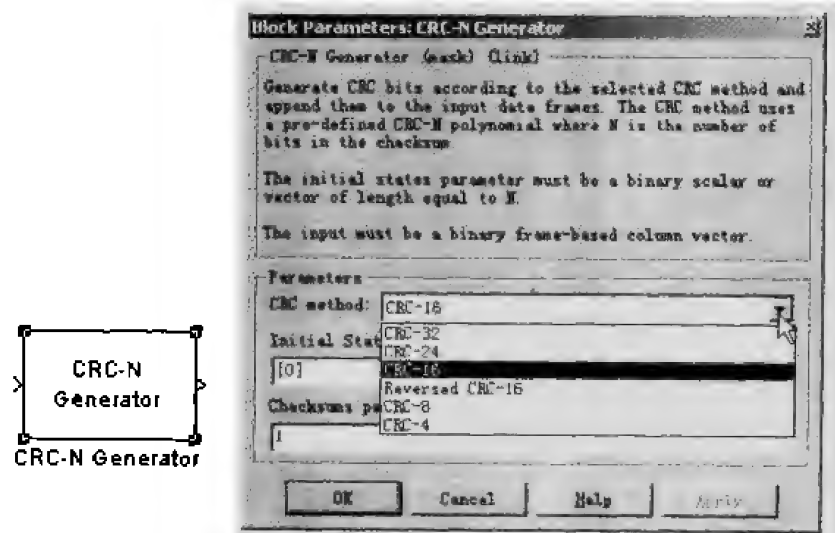 Block Parameters: CRC-N Generator
CRC-N Generator (mask) (link)
Generate CRC bits according to the selected CRC method and
append them to the input data frames. The CRC method uses
a pre-defined CRC-N polynomial where N is the number of
bits in the checksum.
The initial states parameter must be a binary scalar or
vector of length equal to N.
The input must be a binary frame-based column vector.
Parameters
CRC method: CRC-16
CRC-32
Initial Stat
CRC-24
CRC-16
[0]
Reversed CRC-16
Checksums p
CRC-8
CRC-4
1
OK Cancel Help Apply
CRC-N
Generator
CRC-N Generator